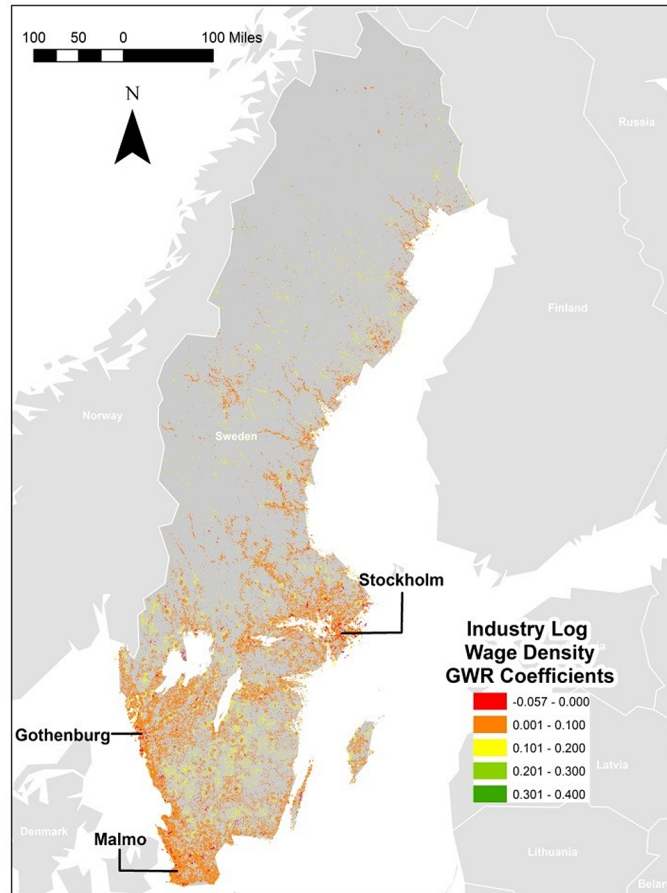 100 50 0 100 Miles
N
Russia
Finland
Norway
Sweden
Stockholm
Industry Log
Wage Density
GWR Coefficients
-0.057 - 0.000
0.001 - 0.100
0.101 - 0.200
0.201 - 0.300
0.301 - 0.400
Gothenburg
Latvia
Denmark
Malmo
Lithuania
Belar